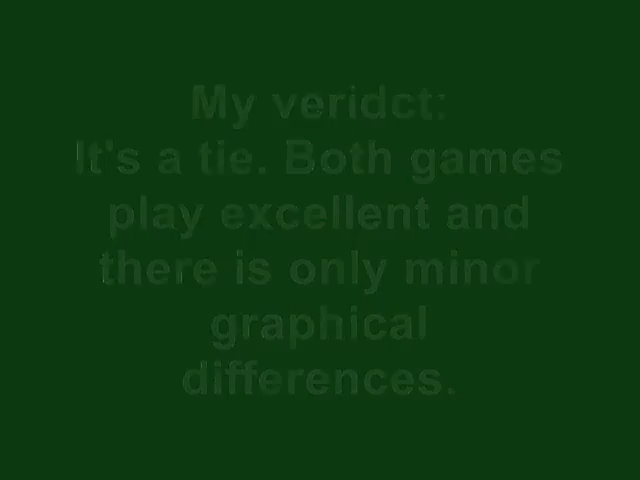 My veridct:
It's a tie. Both games
play excellent and
there is only minor
graphical
differences.